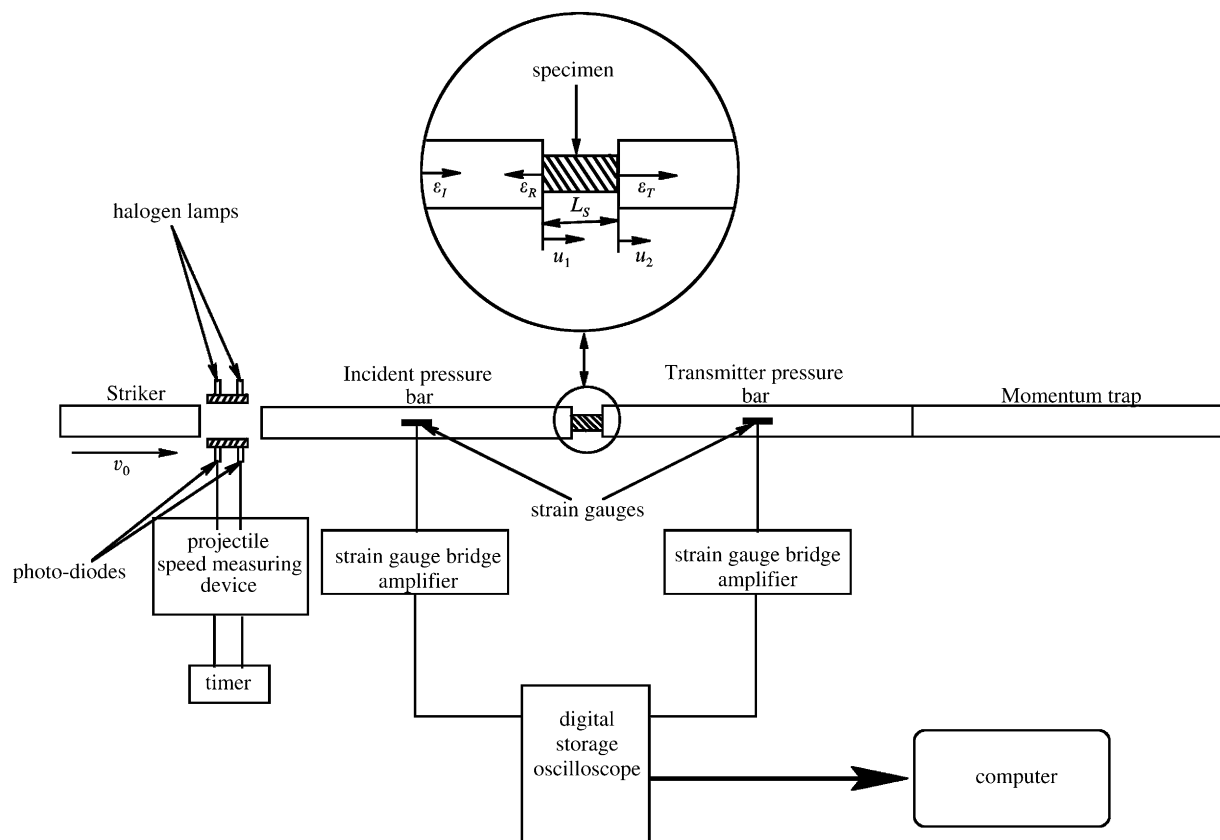 specimen
ε_I
ε_R
ε_T
L_S
u_1
u_2
halogen lamps
Striker
Incident pressure
bar
Transmitter pressure
bar
Momentum trap
v_0
strain gauges
photo-diodes
projectile
speed measuring
device
strain gauge bridge
amplifier
strain gauge bridge
amplifier
timer
digital
storage
oscilloscope
computer